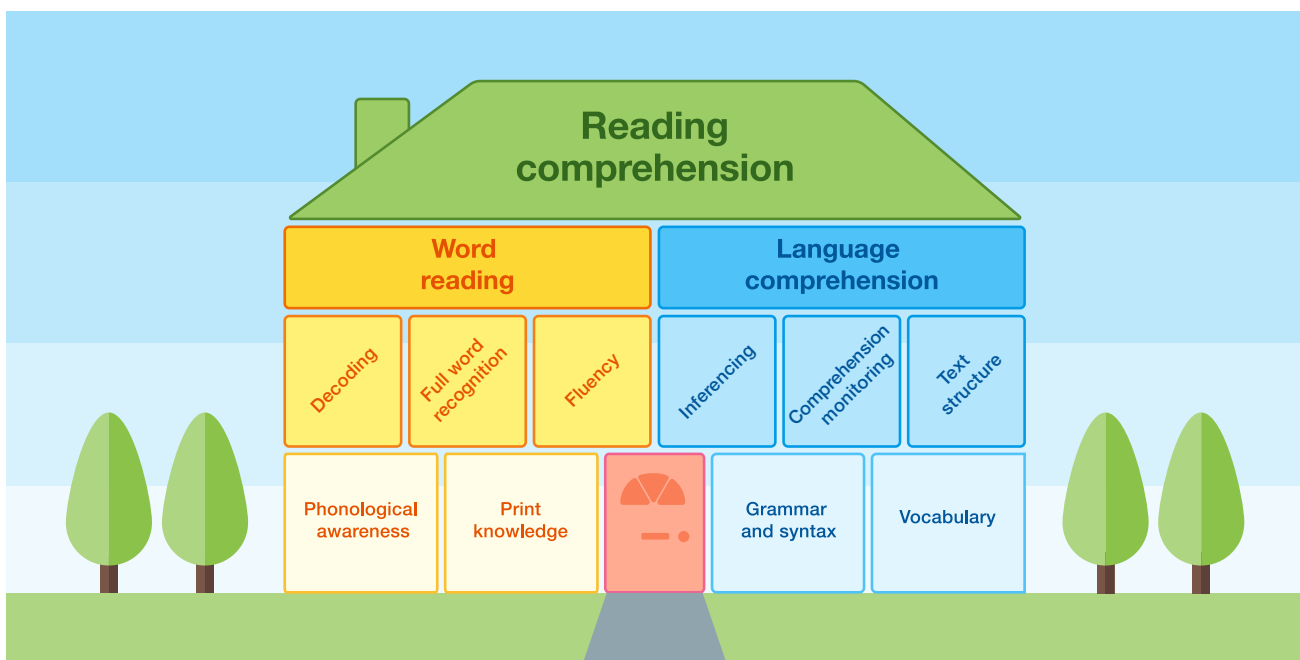 Reading
comprehension
Word
reading
Language
comprehension
Decoding
Full word
recognition
Fluency
Inferencing
Comprehension
monitoring
Text
structure
Phonological
awareness
Print
knowledge
Grammar
and syntax
Vocabulary